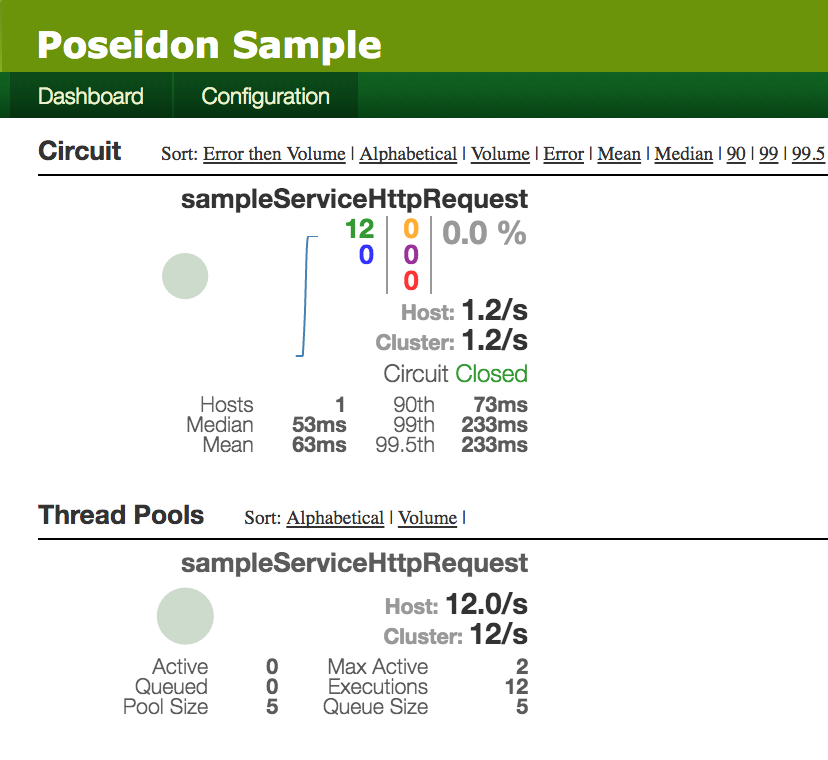 Poseidon Sample
Dashboard Configuration
Circuit Sort: Error then Volume | Alphabetical | Volume | Error | Mean | Median | 90 | 99 | 99.5
sampleServiceHttpRequest
12 0 0.0 %
0 0
0
Host: 1.2/s
Cluster: 1.2/s
Circuit Closed
Hosts 1 90th 73ms
Median 53ms 99th 233ms
Mean 63ms 99.5th 233ms
Thread Pools Sort: Alphabetical | Volume |
sampleServiceHttpRequest
Host: 12.0/s
Cluster: 12/s
Active 0 Max Active 2
Queued 0 Executions 12
Pool Size 5 Queue Size 5